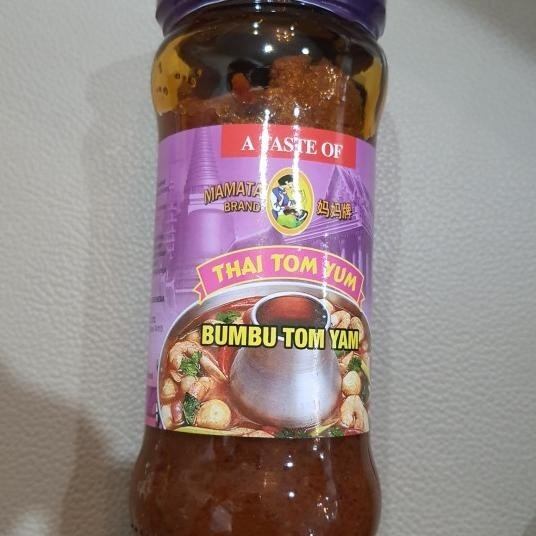 A TASTE OF
MAMATA
BRAND
妈妈牌
THAI TOM YUM
BUMBU TOM YAM